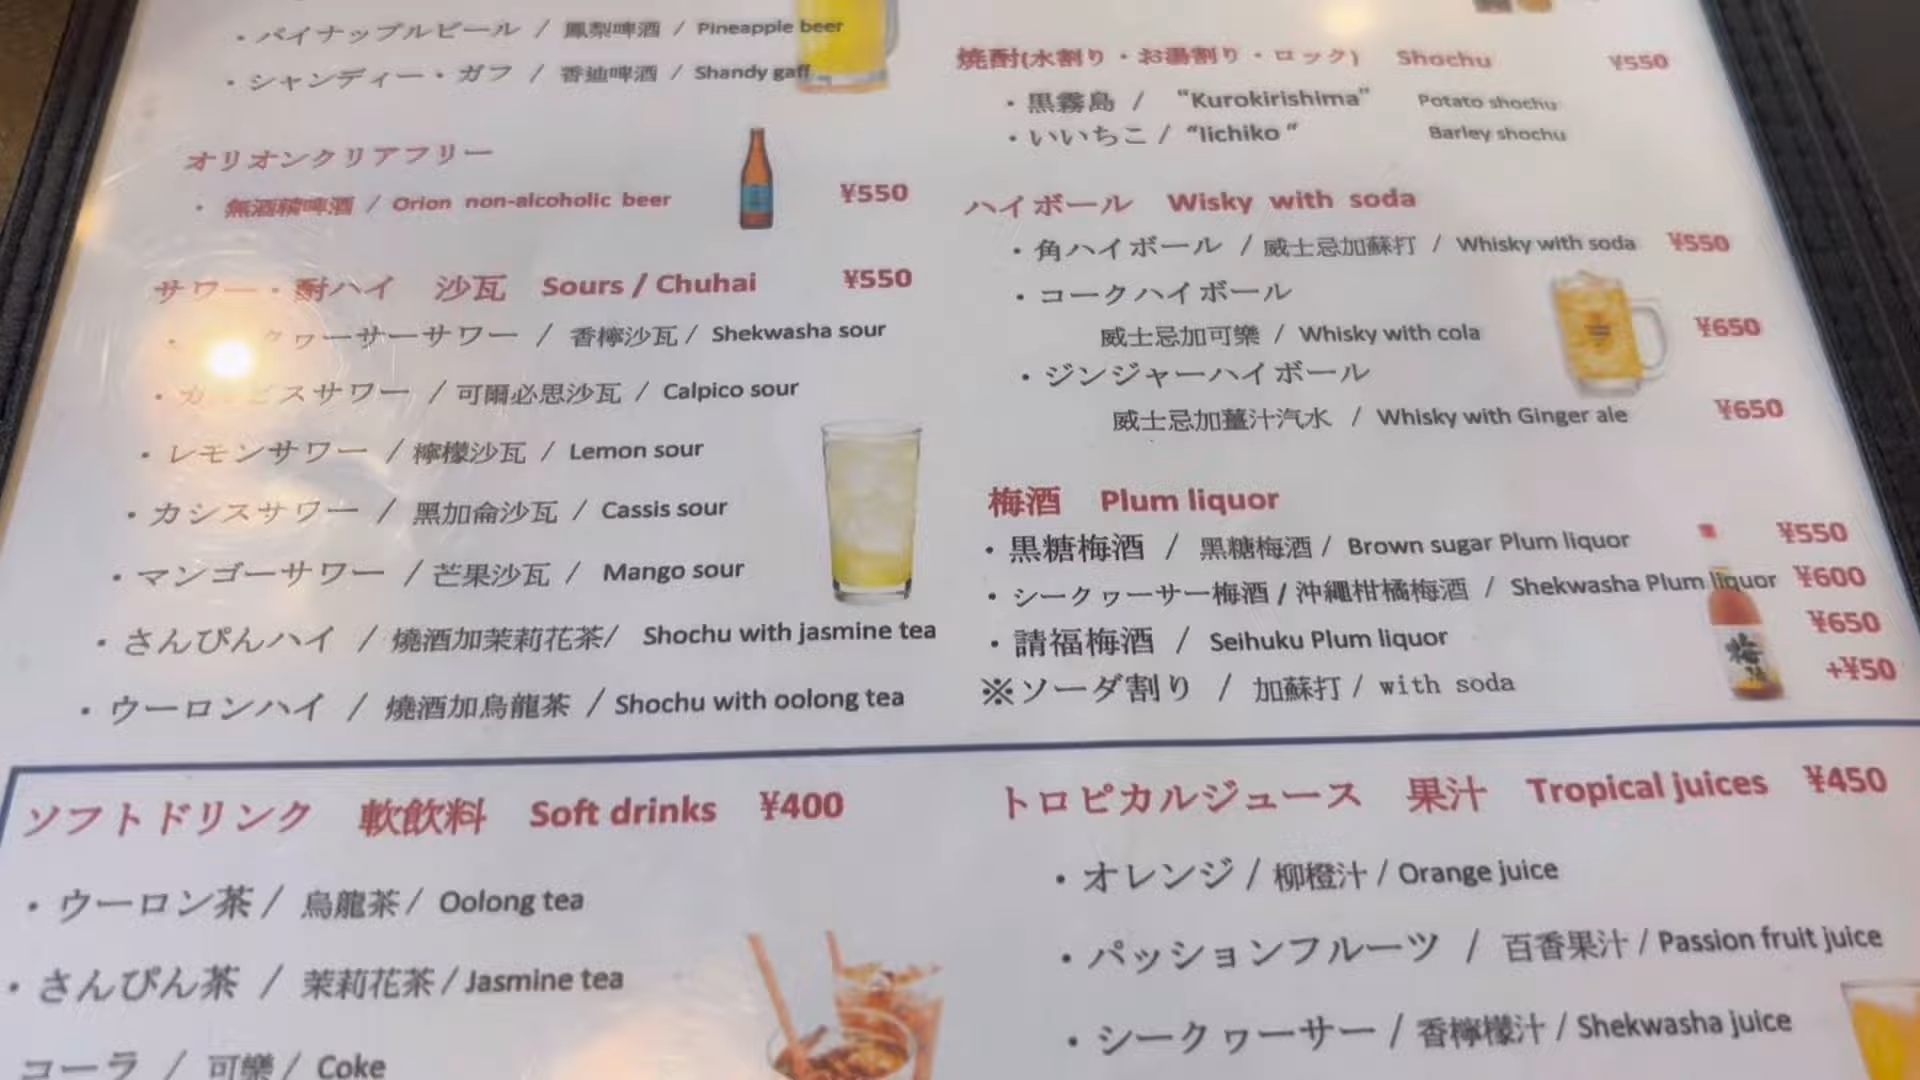 ・パイナップルビール / 鳳梨啤酒 / Pineapple beer
・シャンディー・ガフ / 香迪啤酒 / Shandy gaff
オリオンクリアフリー
・ 無酒精啤酒 / Orion non-alcoholic beer ¥550
サワー・酎ハイ 沙瓦 Sours / Chuhai ¥550
・ クヮーサーサワー / 香檸沙瓦 / Shekwasha sour
・カ ピスサワー / 可爾必思沙瓦 / Calpico sour
・レモンサワー / 檸檬沙瓦 / Lemon sour
・カシスサワー / 黑加侖沙瓦 / Cassis sour
・マンゴーサワー / 芒果沙瓦 / Mango sour
・さんぴんハイ / 燒酒加茉莉花茶/ Shochu with jasmine tea
・ウーロンハイ / 燒酒加烏龍茶 / Shochu with oolong tea
焼酎(水割り・お湯割り・ロック) Shochu ¥550
・黒霧島 / “Kurokirishima” Potato shochu
・いいちこ / “Iichiko “ Barley shochu
ハイボール Wisky with soda
・角ハイボール / 威士忌加蘇打 / Whisky with soda ¥550
・コークハイボール
威士忌加可樂 / Whisky with cola ¥650
・ジンジャーハイボール
威士忌加薑汁汽水 / Whisky with Ginger ale ¥650
梅酒 Plum liquor
・黒糖梅酒 / 黑糖梅酒 / Brown sugar Plum liquor ¥550
・シークヮーサー梅酒 / 沖繩柑橘梅酒 / Shekwasha Plum liquor ¥600
・請福梅酒 / Seihuku Plum liquor ¥650
※ソーダ割り / 加蘇打 / with soda +¥50
梅酒
ソフトドリンク 軟飲料 Soft drinks ¥400
・ウーロン茶 / 烏龍茶 / Oolong tea
・さんぴん茶 / 茉莉花茶 / Jasmine tea
コーラ / 可樂 / Coke
トロピカルジュース 果汁 Tropical juices ¥450
・オレンジ / 柳橙汁 / Orange juice
・パッションフルーツ / 百香果汁 / Passion fruit juice
・シークヮーサー / 香檸檬汁 / Shekwasha juice